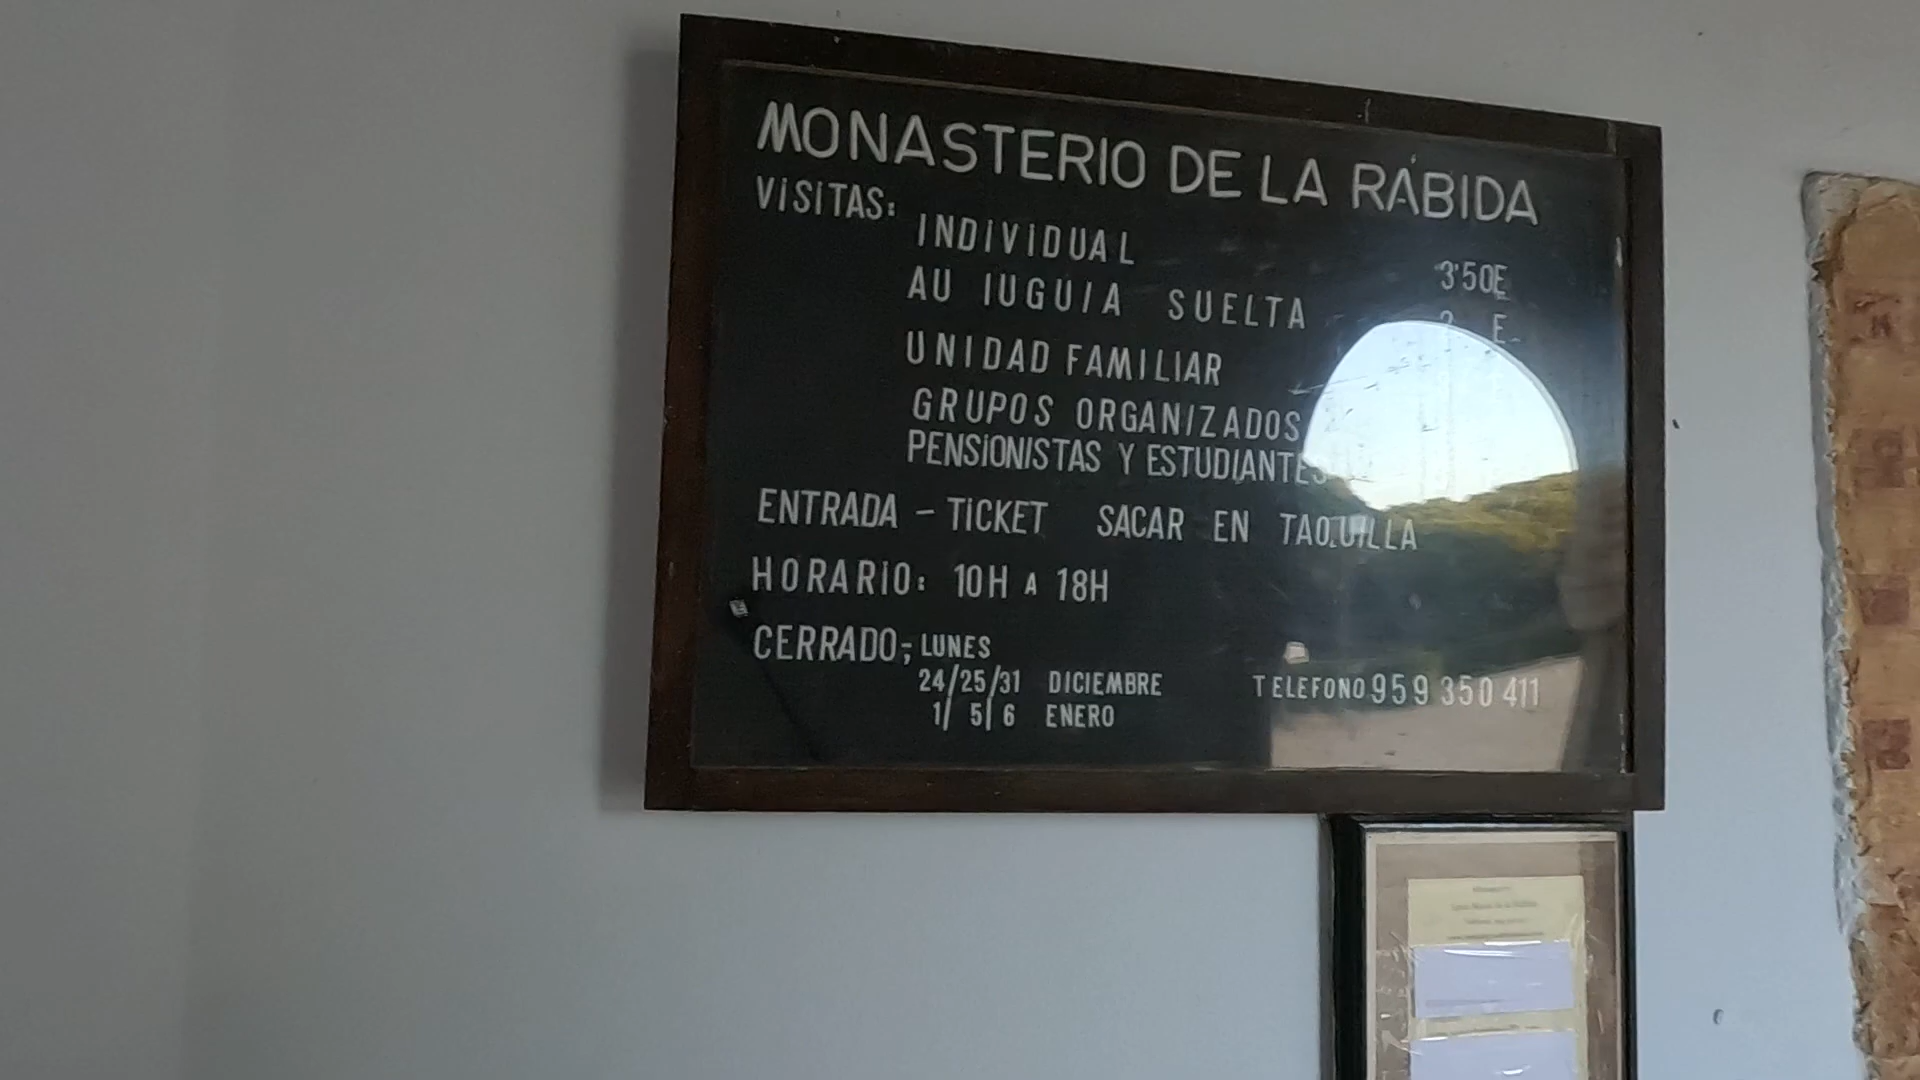 MONASTERIO DE LA RÁBIDA
VISITAS:
INDIVIDUAL 3'50E
AU IUGUIA SUELTA E
UNIDAD FAMILIAR
GRUPOS ORGANIZADOS
PENSIONISTAS Y ESTUDIANTES
ENTRADA - TICKET SACAR EN TAQUILLA
HORARIO: 10H A 18H
CERRADO; LUNES
24/25/31 DICIEMBRE TELEFONO 959 350 411
1/ 5/ 6 ENERO